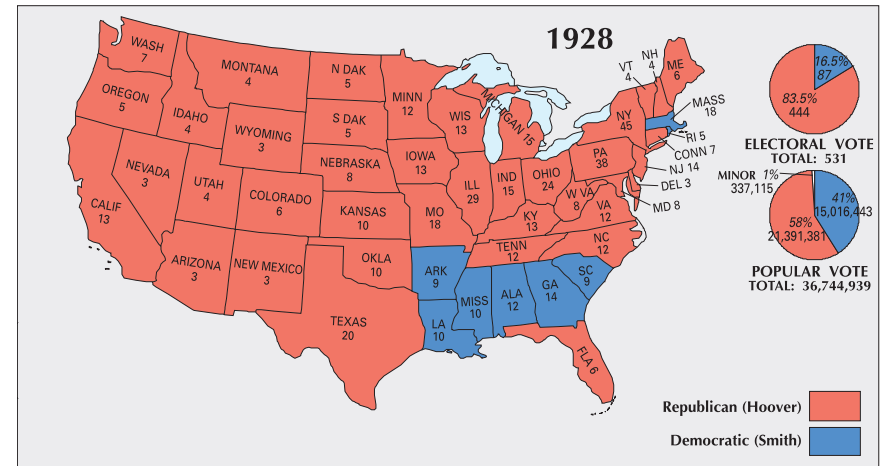 1928
WASH
7
OREGON
5
CALIF
13
NEVADA
3
IDAHO
4
MONTANA
4
WYOMING
3
UTAH
4
COLORADO
6
ARIZONA
3
NEW MEXICO
3
N DAK
5
S DAK
5
NEBRASKA
8
KANSAS
10
OKLA
10
TEXAS
20
MINN
12
IOWA
13
MO
18
ARK
9
LA
10
WIS
13
ILL
29
MICHIGAN 15
IND
15
OHIO
24
KY
13
TENN
12
MISS
10
ALA
12
GA
14
FLA 6
SC
9
NC
12
VA
12
W VA
8
PA
38
NY
45
VT
4
NH
4
ME
6
MASS
18
RI 5
CONN 7
NJ 14
DEL 3
MD 8
16.5%
87
83.5%
444
ELECTORAL VOTE
TOTAL: 531
MINOR 1%
337,115
41%
15,016,443
58%
21,391,381
POPULAR VOTE
TOTAL: 36,744,939
Republican (Hoover)
Democratic (Smith)